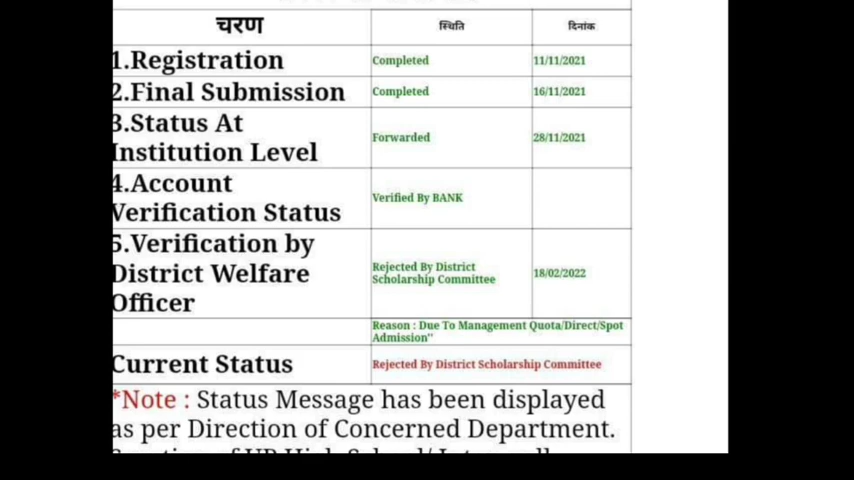 चरण स्थिति दिनांक
1.Registration Completed 11/11/2021
2.Final Submission Completed 16/11/2021
3.Status At
Institution Level Forwarded 28/11/2021
4.Account
Verification Status Verified By BANK
5.Verification by
District Welfare
Officer
Rejected By District
Scholarship Committee 18/02/2022
Reason : Due To Management Quota/Direct/Spot
Admission"
Current Status Rejected By District Scholarship Committee
*Note : Status Message has been displayed
as per Direction of Concerned Department.